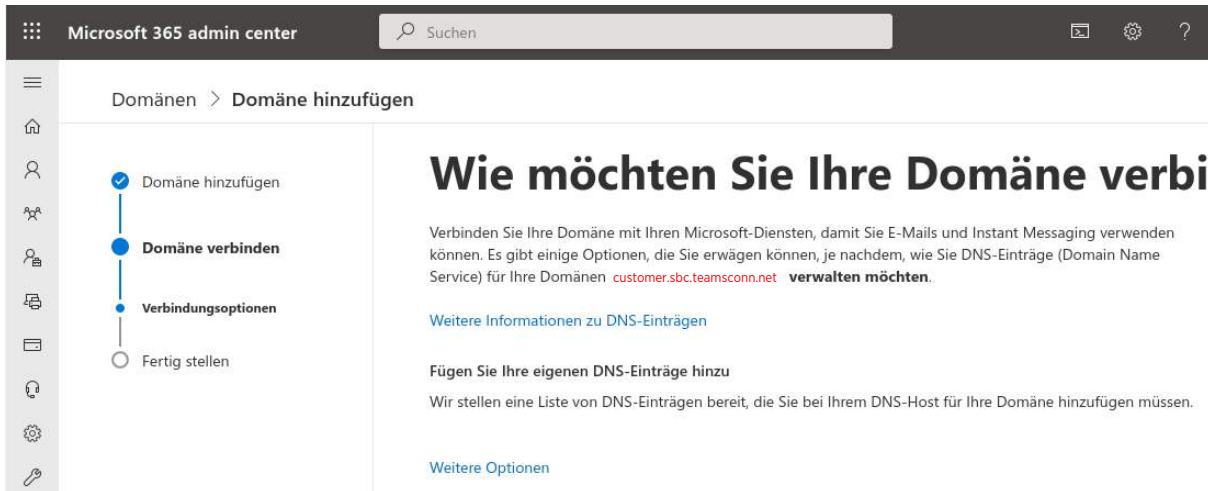 Microsoft 365 admin center
Suchen
?
Domänen > Domäne hinzufügen
Domäne hinzufügen
Domäne verbinden
Verbindungsoptionen
Fertig stellen
Wie möchten Sie Ihre Domäne verbi
Verbinden Sie Ihre Domäne mit Ihren Microsoft-Diensten, damit Sie E-Mails und Instant Messaging verwenden
können. Es gibt einige Optionen, die Sie erwägen können, je nachdem, wie Sie DNS-Einträge (Domain Name
Service) für Ihre Domänen customer.sbc.teamsconn.net verwalten möchten.
Weitere Informationen zu DNS-Einträgen
Fügen Sie Ihre eigenen DNS-Einträge hinzu
Wir stellen eine Liste von DNS-Einträgen bereit, die Sie bei Ihrem DNS-Host für Ihre Domäne hinzufügen müssen.
Weitere Optionen